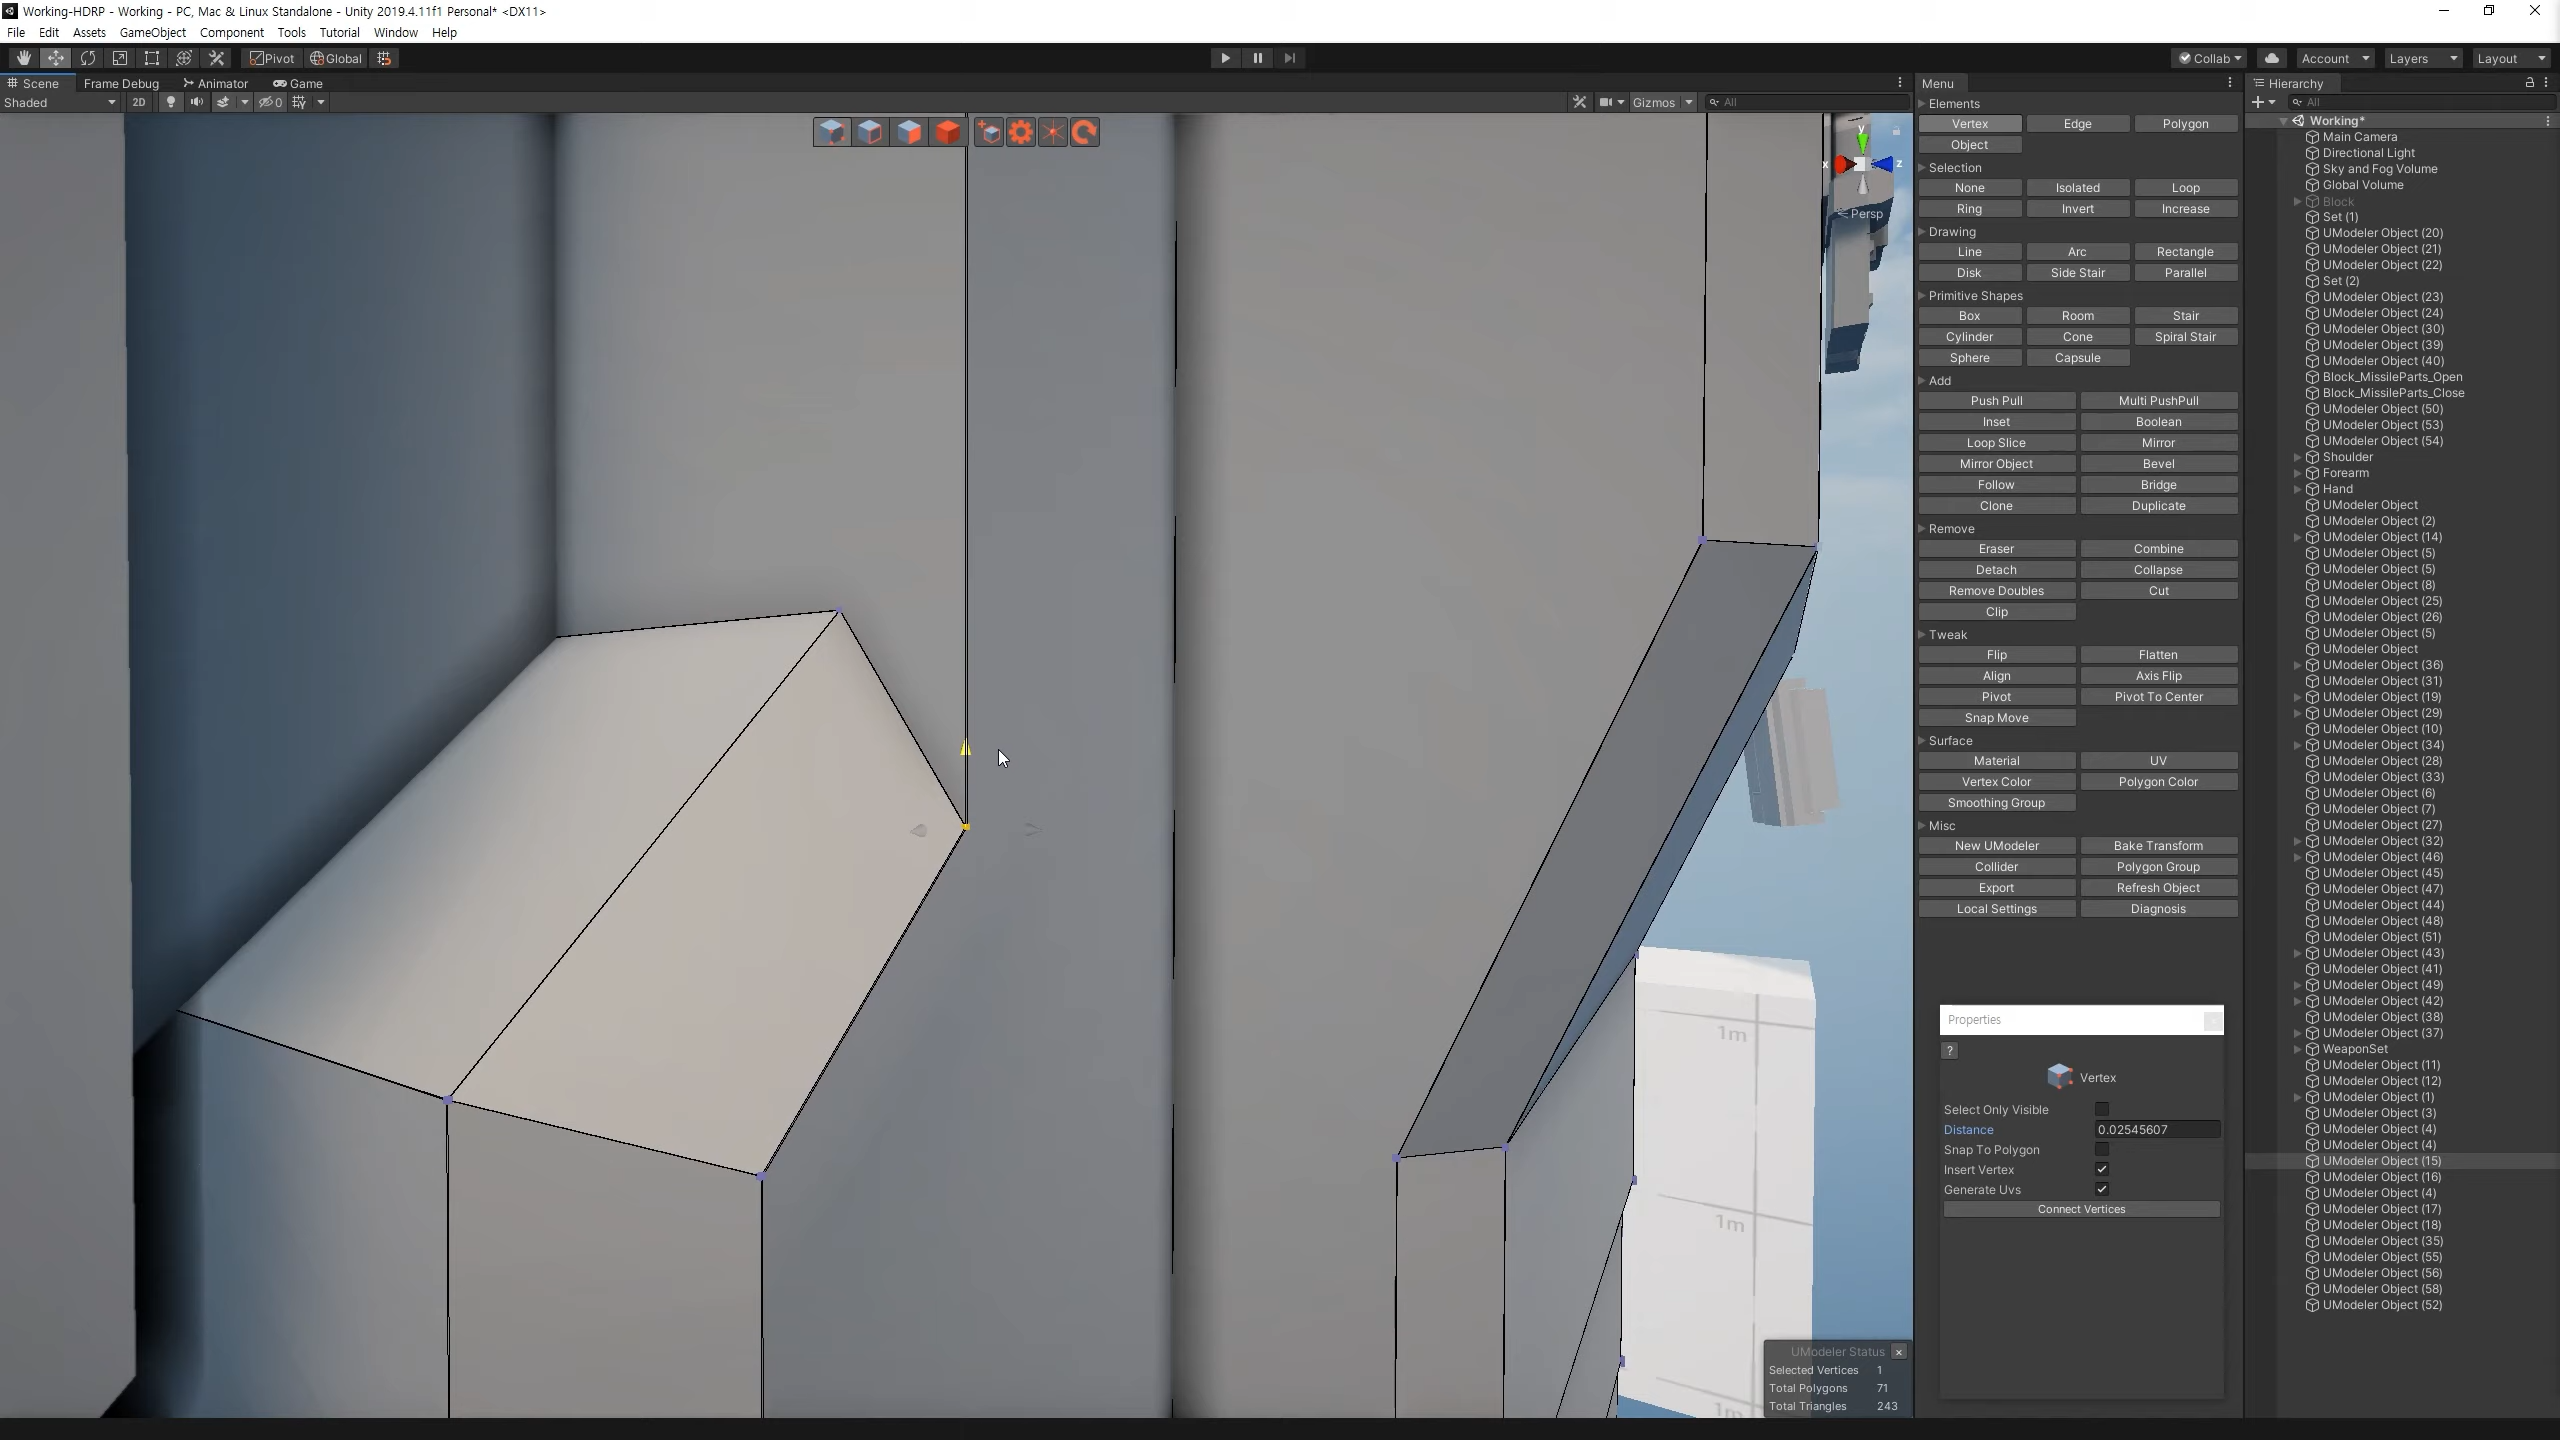 Working-HDRP - Working - PC, Mac & Linux Standalone - Unity 2019.4.11f1 Personal* <DX11>
File Edit Assets GameObject Component Tools Tutorial Window Help
Pivot Global Collab Account Layers Layout
Scene Frame Debug Animator Game
Shaded 2D 0 Gizmos All
y
x z
Persp
1m
1m
1m
UModeler Status
Selected Vertices 1
Total Polygons 71
Total Triangles 243
Menu
Elements
Vertex Edge Polygon
Object
Selection
None Isolated Loop
Ring Invert Increase
Drawing
Line Arc Rectangle
Disk Side Stair Parallel
Primitive Shapes
Box Room Stair
Cylinder Cone Spiral Stair
Sphere Capsule
Add
Push Pull Multi PushPull
Inset Boolean
Loop Slice Mirror
Mirror Object Bevel
Follow Bridge
Clone Duplicate
Remove
Eraser Combine
Detach Collapse
Remove Doubles Cut
Clip
Tweak
Flip Flatten
Align Axis Flip
Pivot Pivot To Center
Snap Move
Surface
Material UV
Vertex Color Polygon Color
Smoothing Group
Misc
New UModeler Bake Transform
Collider Polygon Group
Export Refresh Object
Local Settings Diagnosis
Properties
?
Vertex
Select Only Visible
Distance 0.02545607
Snap To Polygon
Insert Vertex
Generate Uvs
Connect Vertices
Hierarchy
All
Working*
Main Camera
Directional Light
Sky and Fog Volume
Global Volume
Block
Set (1)
UModeler Object (20)
UModeler Object (21)
UModeler Object (22)
Set (2)
UModeler Object (23)
UModeler Object (24)
UModeler Object (30)
UModeler Object (39)
UModeler Object (40)
Block_MissileParts_Open
Block_MissileParts_Close
UModeler Object (50)
UModeler Object (53)
UModeler Object (54)
Shoulder
Forearm
Hand
UModeler Object
UModeler Object (2)
UModeler Object (14)
UModeler Object (5)
UModeler Object (5)
UModeler Object (8)
UModeler Object (25)
UModeler Object (26)
UModeler Object (5)
UModeler Object
UModeler Object (36)
UModeler Object (31)
UModeler Object (19)
UModeler Object (29)
UModeler Object (10)
UModeler Object (34)
UModeler Object (28)
UModeler Object (33)
UModeler Object (6)
UModeler Object (7)
UModeler Object (27)
UModeler Object (32)
UModeler Object (46)
UModeler Object (45)
UModeler Object (47)
UModeler Object (44)
UModeler Object (48)
UModeler Object (51)
UModeler Object (43)
UModeler Object (41)
UModeler Object (49)
UModeler Object (42)
UModeler Object (38)
UModeler Object (37)
WeaponSet
UModeler Object (11)
UModeler Object (12)
UModeler Object (1)
UModeler Object (3)
UModeler Object (4)
UModeler Object (4)
UModeler Object (15)
UModeler Object (16)
UModeler Object (4)
UModeler Object (17)
UModeler Object (18)
UModeler Object (35)
UModeler Object (55)
UModeler Object (56)
UModeler Object (58)
UModeler Object (52)